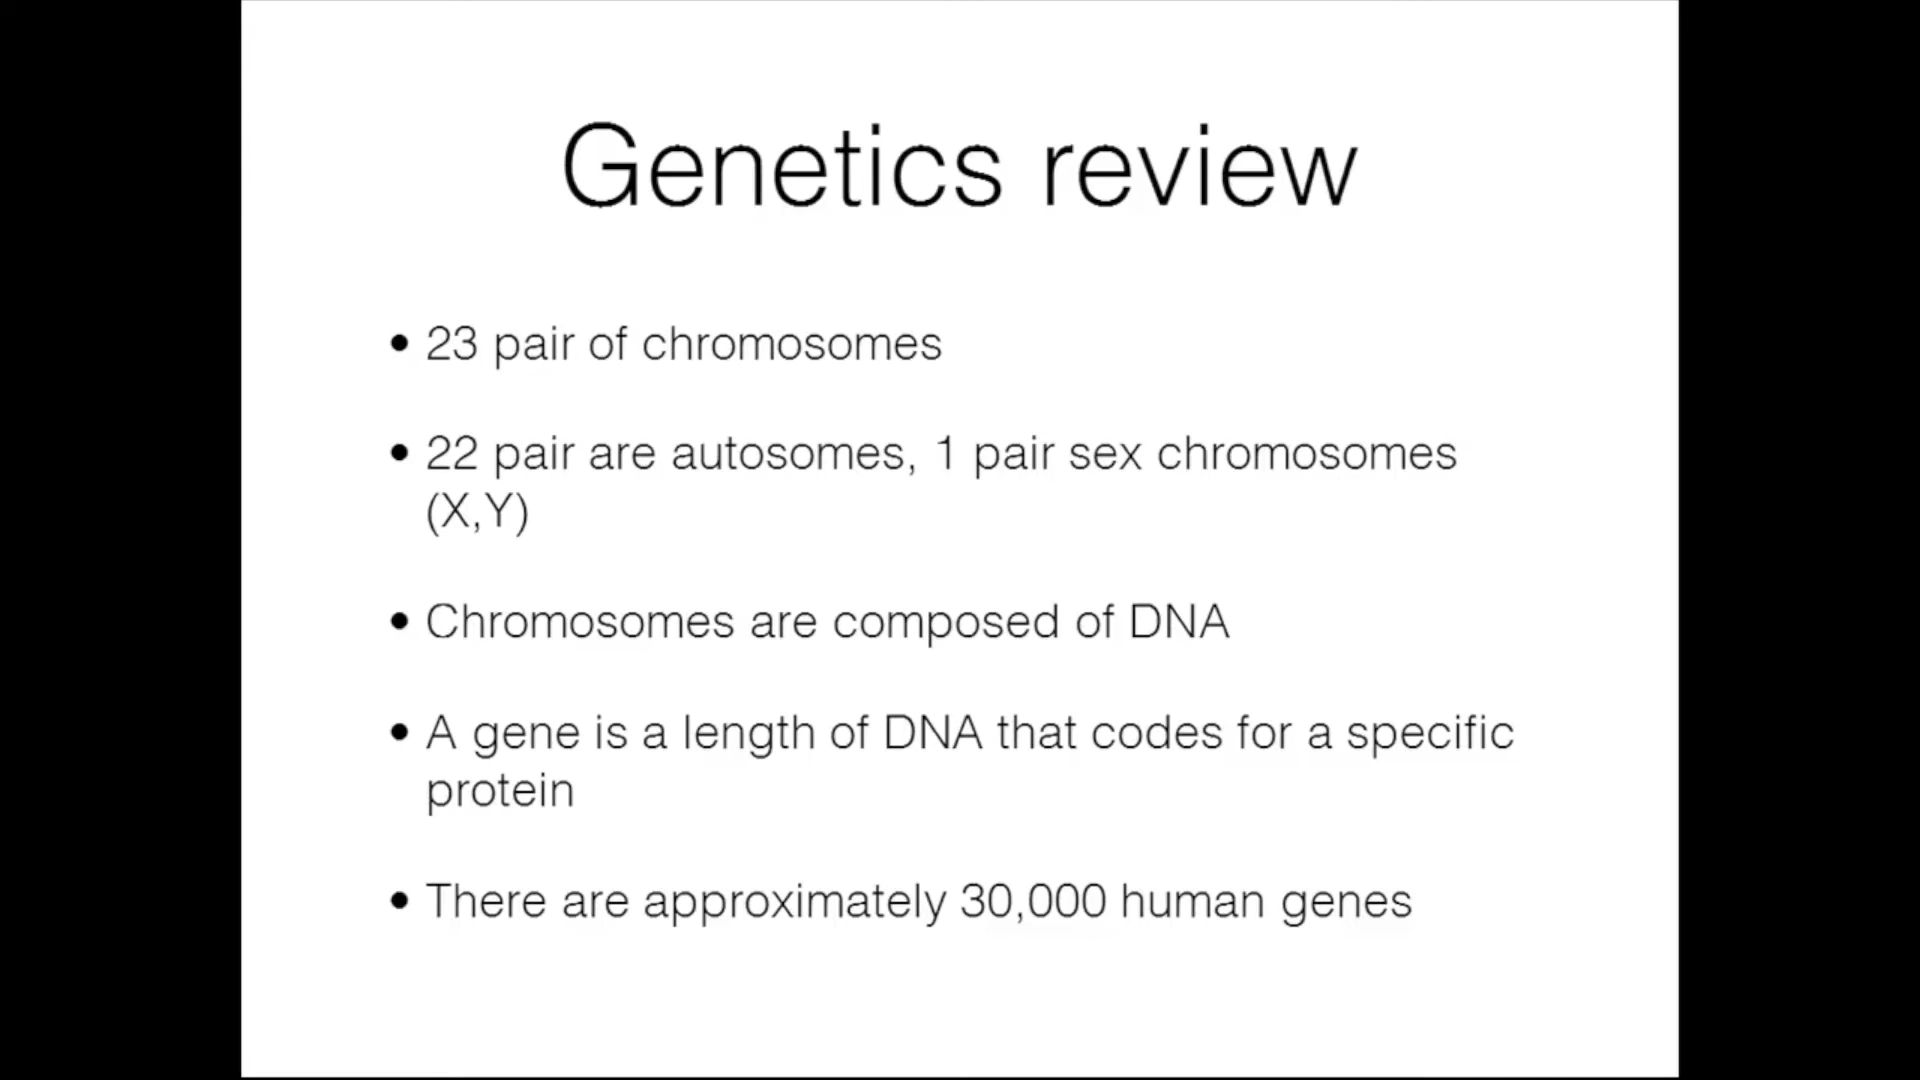 Genetics review
• 23 pair of chromosomes
• 22 pair are autosomes, 1 pair sex chromosomes
(X,Y)
• Chromosomes are composed of DNA
• A gene is a length of DNA that codes for a specific
protein
• There are approximately 30,000 human genes